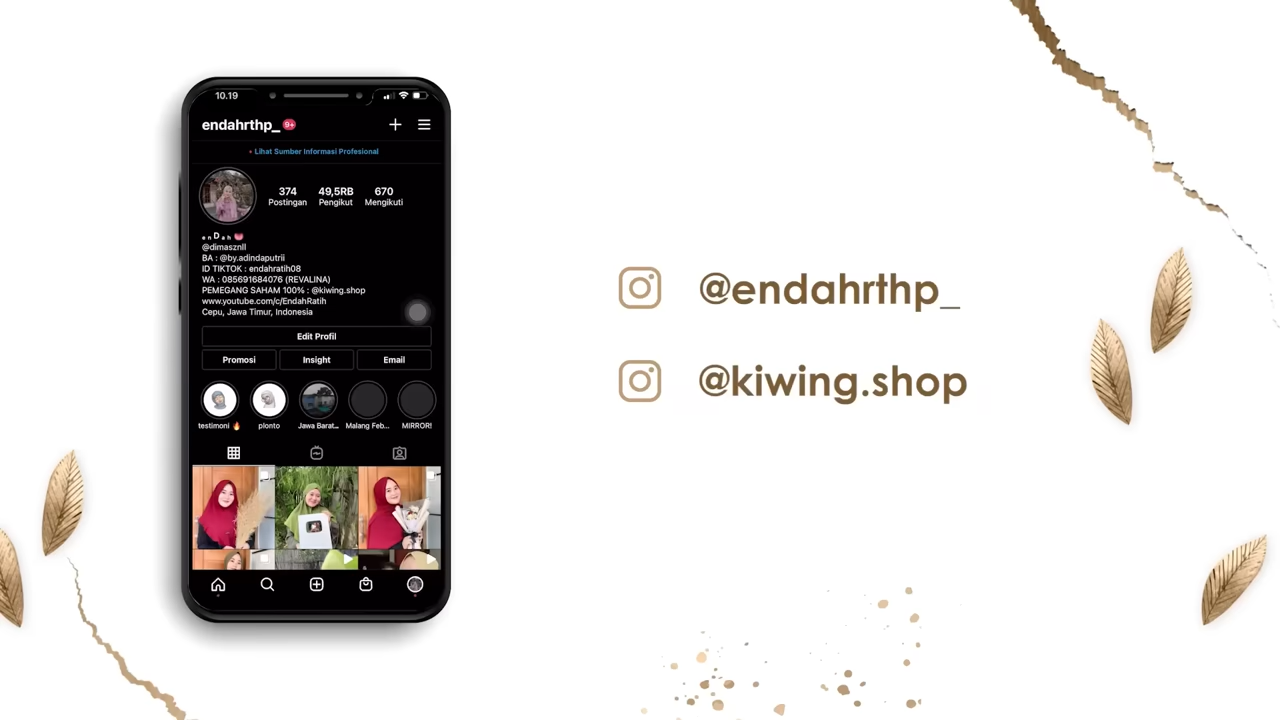 10.19
endahrthp_ 9+
Lihat Sumber Informasi Profesional
374 49,5RB 670
Postingan Pengikut Mengikuti
ₑ ₙ D ₐ ₕ
@dimasznll
BA : @by.adindaputrii
ID TIKTOK : endahratih08
WA : 085691684076 (REVALINA)
PEMEGANG SAHAM 100% : @kiwing.shop
www.youtube.com/c/EndahRatih
Cepu, Jawa Timur, Indonesia
Edit Profil
Promosi Insight Email
testimoni 🔥 plonto Jawa Barat... Malang Feb... MIRROR!
@endahrthp_
@kiwing.shop